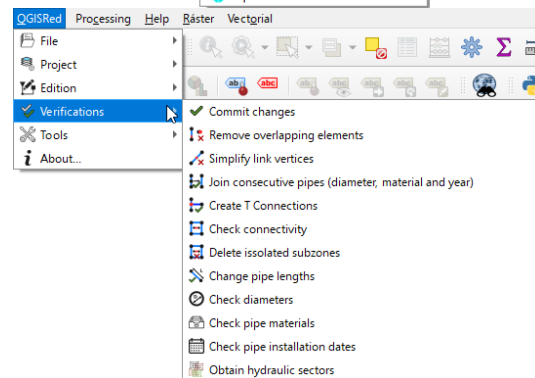 QGISRed Processing Help Ráster Vectorial
File
Project
Edition
Verifications
Tools
About...
Commit changes
Remove overlapping elements
Simplify link vertices
Join consecutive pipes (diameter, material and year)
Create T Connections
Check connectivity
Delete issolated subzones
Change pipe lengths
Check diameters
Check pipe materials
Check pipe installation dates
Obtain hydraulic sectors